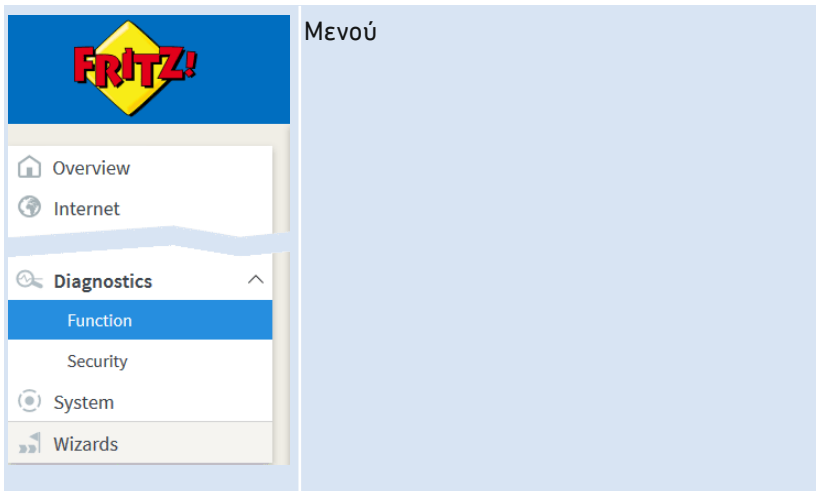 FRITZ!
Overview
Internet
Diagnostics
Function
Security
System
Wizards
Μενού